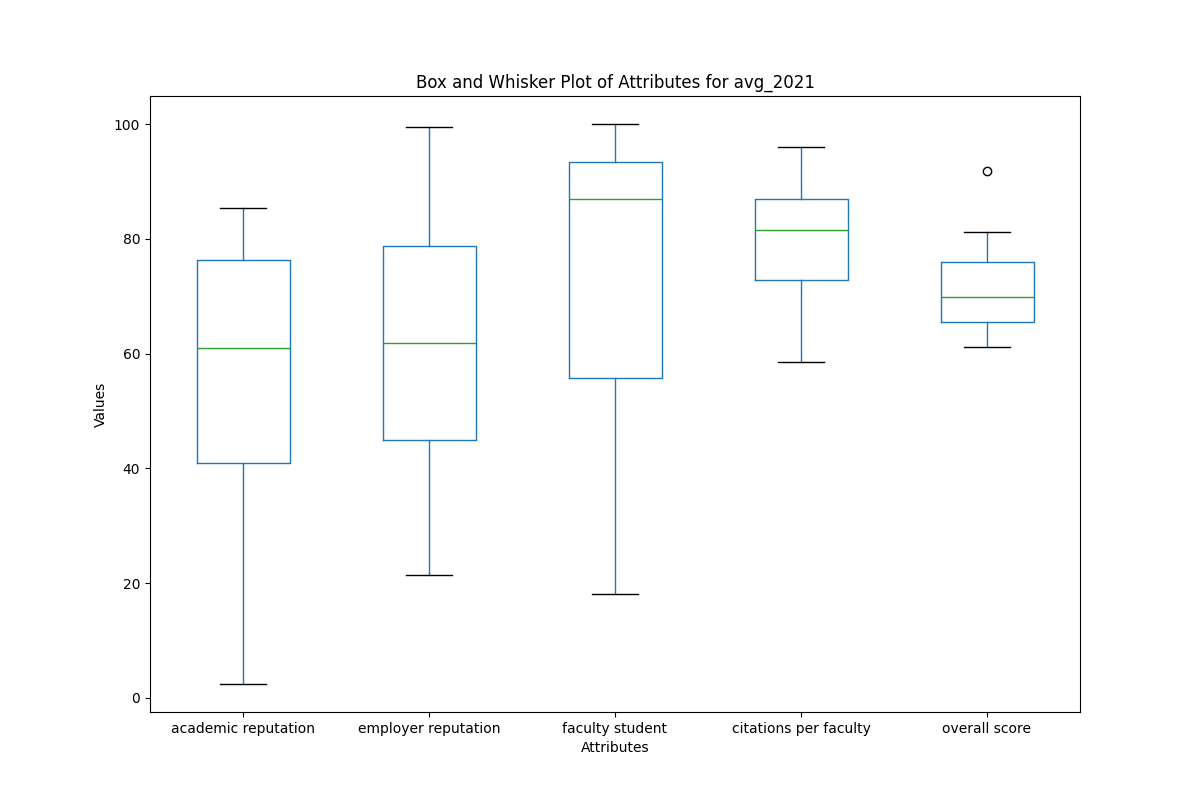 Box and Whisker Plot of Attributes for avg_2021
100
80
60
40
20
0
Values
academic reputation
employer reputation
faculty student
citations per faculty
overall score
Attributes